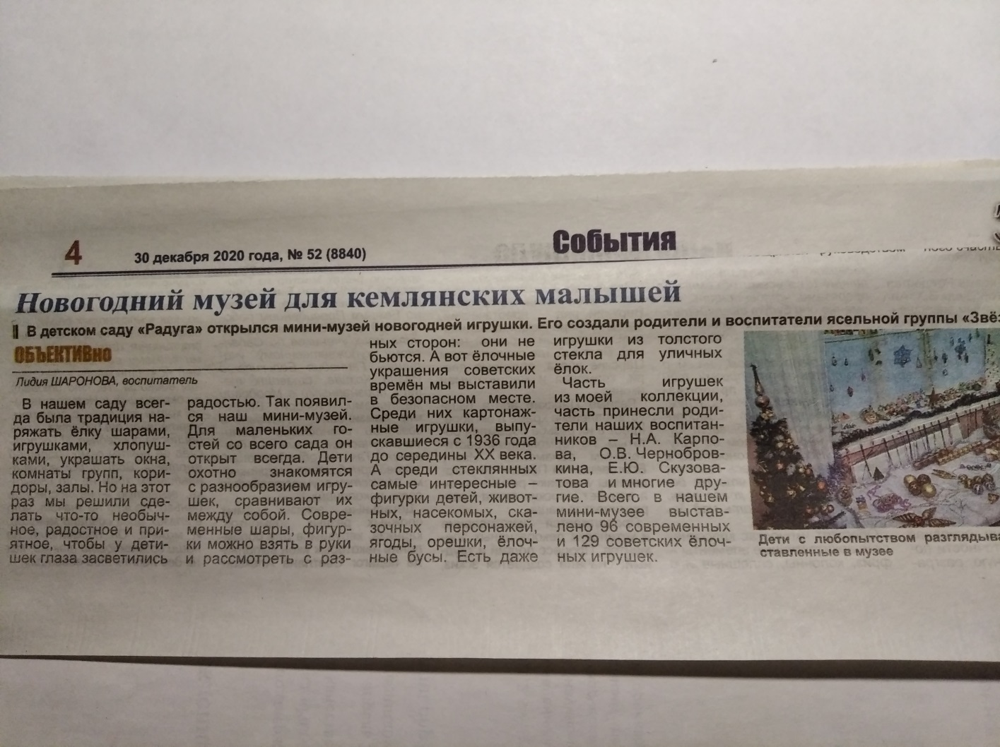 4
30 декабря 2020 года, № 52 (8840)
События
Новогодний музей для кемлянских малышей
В детском саду «Радуга» открылся мини-музей новогодней игрушки. Его создали родители и воспитатели ясельной группы
ОБЪЕКТИВно
Лидия ШАРОНОВА, воспитатель
В нашем саду все-
да была традиция на-
ряжать ёлку шарами,
игрушками, хлопуш-
ками, украшать окна,
комнаты групп, кори-
доры, залы. Но на этот
раз мы решили сде-
лать что-то необыч-
ное, радостное и при-
ятное, чтобы у дети-
шек глаза засветились
радостью. Так появил-
ся наш мини-музей.
Для маленьких го-
стей со всего сада он
открыт всегда. Дети
охотно знакомятся
с разнообразием игру-
шек, сравнивают их
между собой. Совре-
менные шары, фигур-
ки можно взять в руки
и рассмотреть с раз-
ных сторон: они не
бьются. А вот ёлочные
украшения советских
времён мы выставили
в безопасном месте.
Среди них картонаж-
ные игрушки, выпу-
скавшиеся с 1936 года
до середины XX века.
А среди стеклянных
самые интересные –
фигурки детей, живот-
ных, насекомых, ска-
зочных персонажей,
ягоды, орешки, ёлоч-
ные бусы. Есть даже
игрушки из толстого
стекла для уличных
ёлок.
Часть игрушек
из моей коллекции,
часть принесли роди-
тели наших воспитан-
ников – Н.А. Карпо-
ва, О.В. Чернобров-
кина, Е.Ю. Скузова-
това и многие дру-
гие. Всего в нашем
мини-музее выстав-
лено 96 современных
и 129 советских ёлоч-
ных игрушек.
Дети с любопытством
ставленные в музее